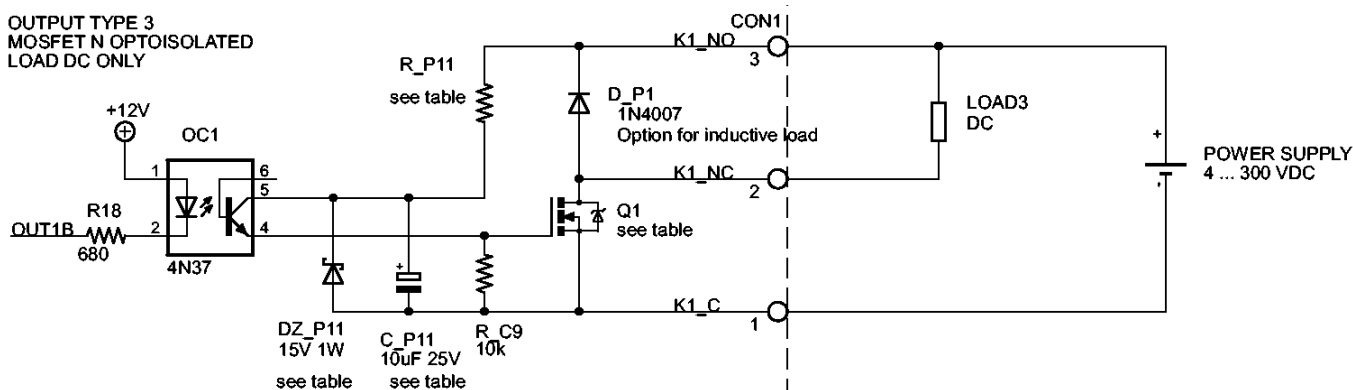 OUTPUT TYPE 3
MOSFET N OPTOISOLATED
LOAD DC ONLY
CON1
K1_NO
3
R_P11
see table
D_P1
1N4007
Option for inductive load
LOAD3
DC
+12V
OC1
1
6
5
+
POWER SUPPLY
4 ... 300 VDC
-
K1_NC
2
R18
OUT1B
680
2
4
4N37
Q1
see table
+
K1_C
1
DZ_P11
15V 1W
see table
C_P11
10uF 25V
see table
R_C9
10k